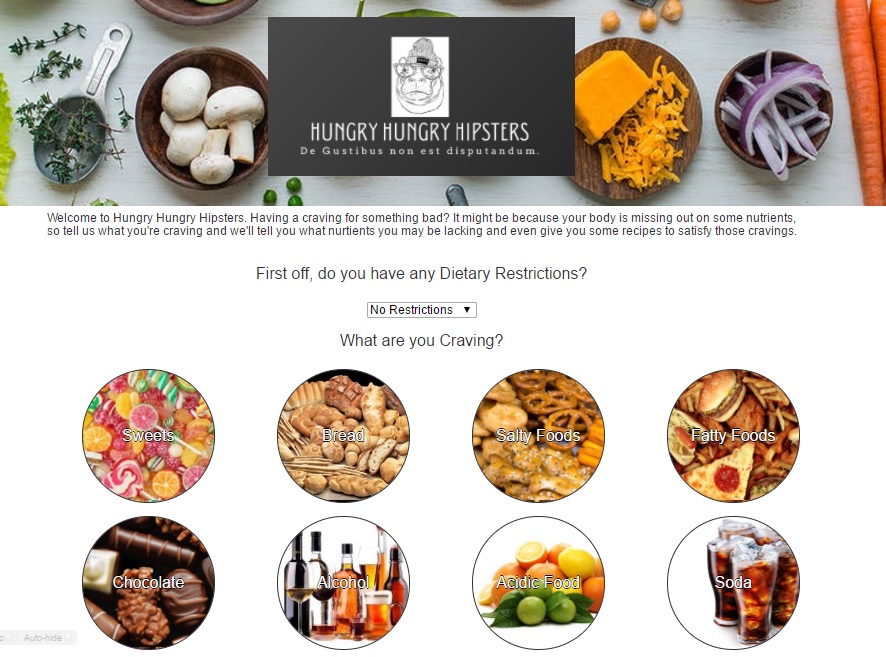 HUNGRY HUNGRY HIPSTERS
De Gustibus non est disputandum.
Welcome to Hungry Hungry Hipsters. Having a craving for something bad? It might be because your body is missing out on some nutrients,
so tell us what you're craving and we'll tell you what nurtients you may be lacking and even give you some recipes to satisfy those cravings.
First off, do you have any Dietary Restrictions?
No Restrictions
What are you Craving?
Sweets Bread Salty Foods Fatty Foods
Chocolate Alcohol Acidic Food Soda
Auto-hide